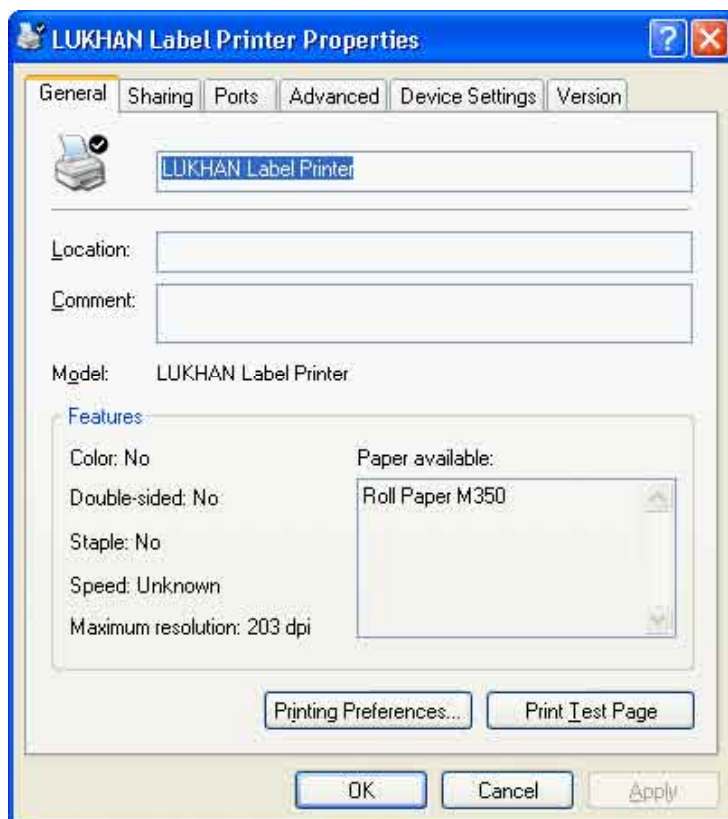 LUKHAN Label Printer Properties
General Sharing Ports Advanced Device Settings Version
LUKHAN Label Printer
Location:
Comment:
Model: LUKHAN Label Printer
Features
Color: No
Paper available:
Double-sided: No
Roll Paper M350
Staple: No
Speed: Unknown
Maximum resolution: 203 dpi
Printing Preferences... Print Test Page
OK Cancel Apply